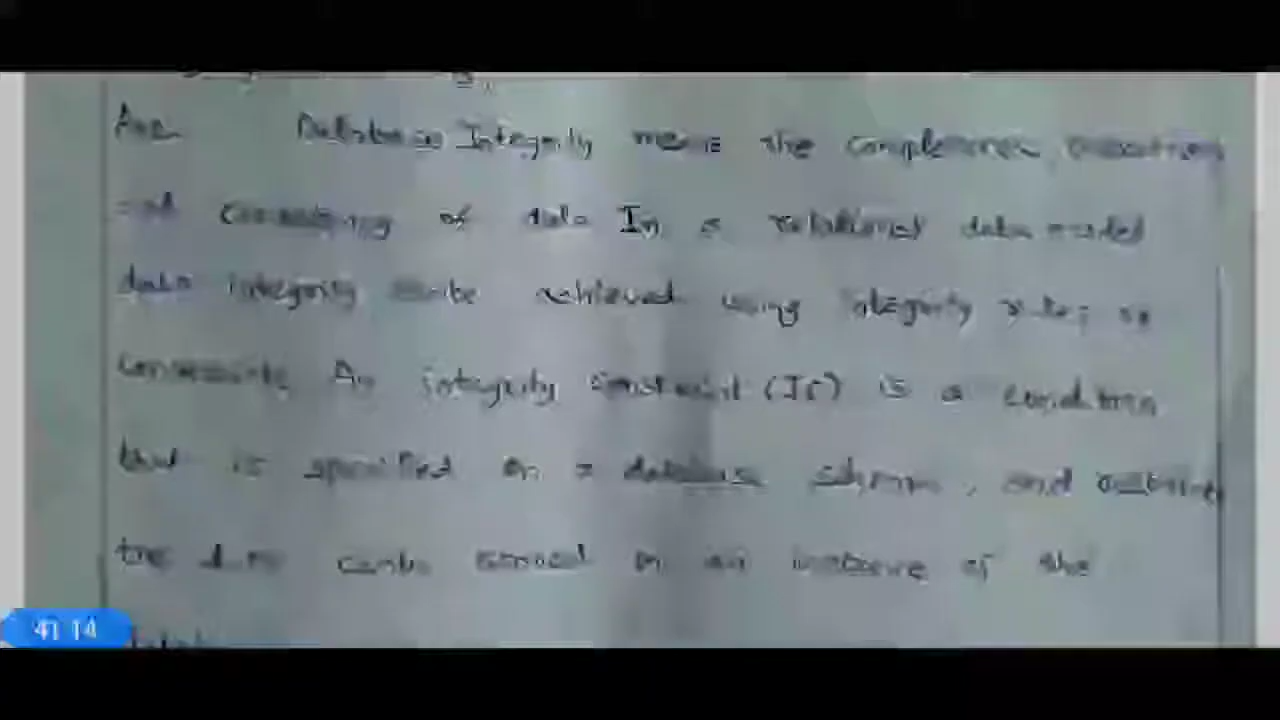 Ans Database Integrity means the completeness,
and consistency of data In a relational data model
data integrity can be achieved using integrity rules or
constraints An integrity constraint (IC) is a condition
that is specified on a database schema, and
the data can be stored in an instance of the
41 14